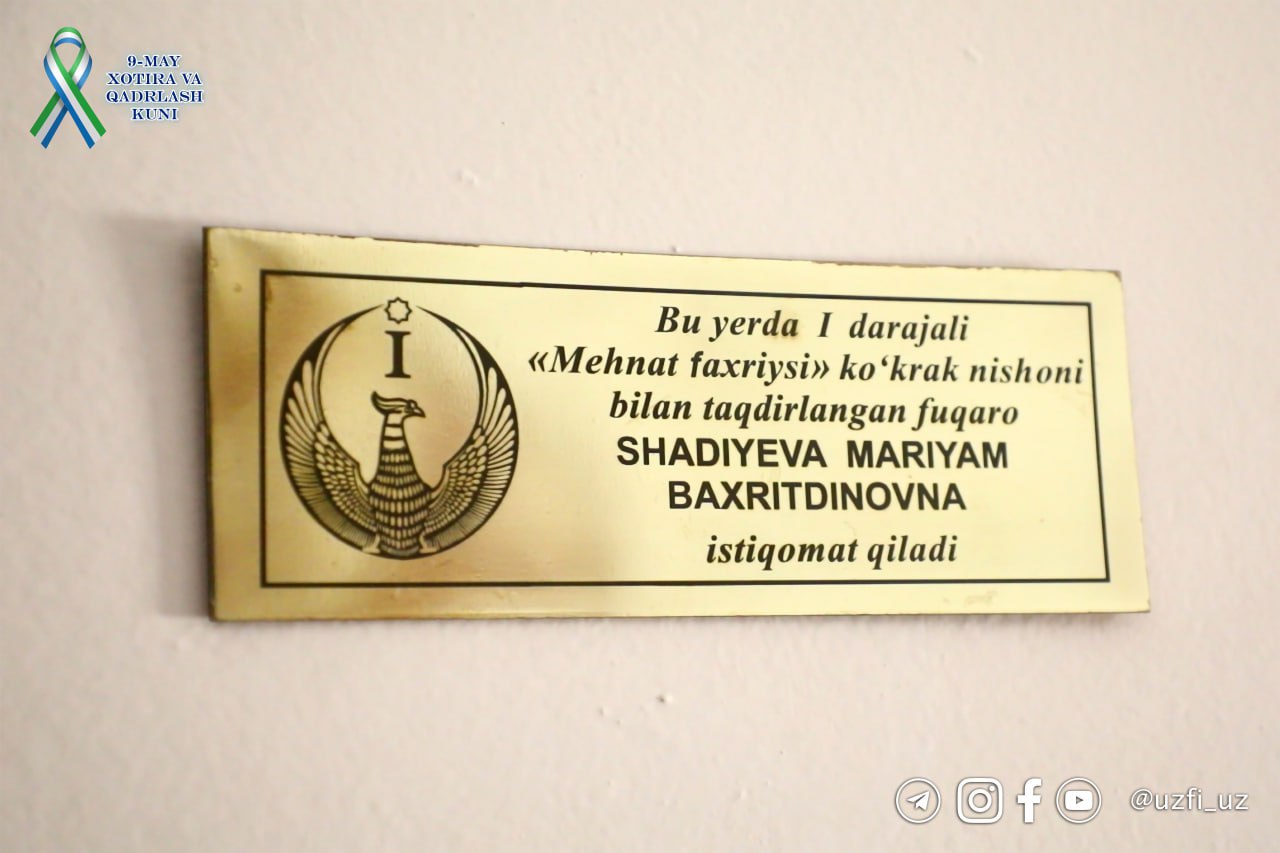 9-MAY
XOTIRA VA
QADRLASH
KUNI
I
Bu yerda I darajali
«Mehnat faxriysi» ko‘krak nishoni
bilan taqdirlangan fuqaro
SHADIYEVA MARIYAM
BAXRITDINOVNA
istiqomat qiladi
@uzfi_uz